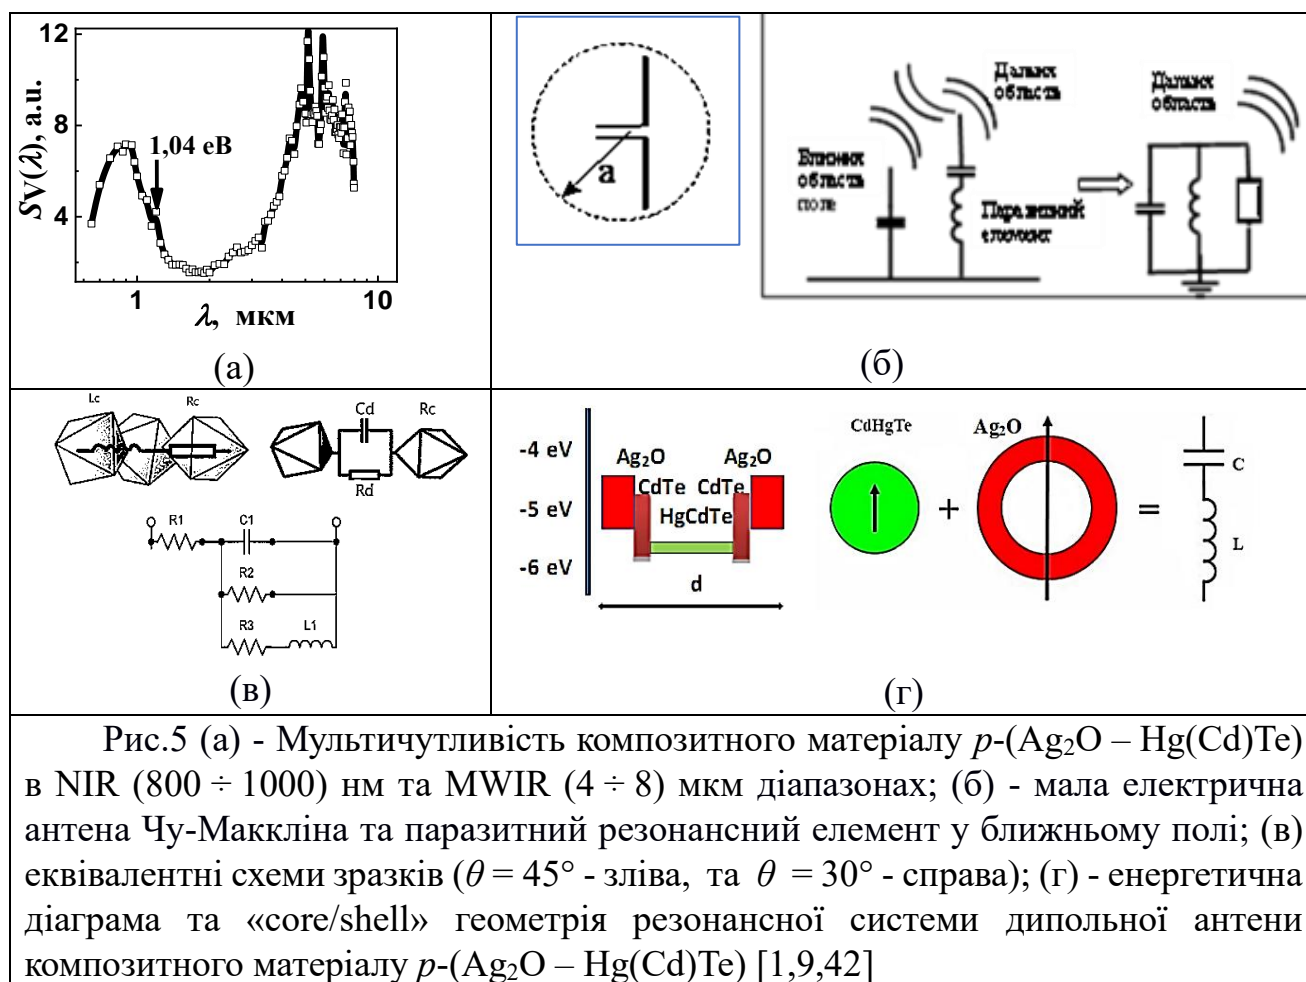 12
8
4
Sv(λ), a.u.
1,04 eВ
1
10
λ, мкм
(а)
a
Дальня
область
Ближня
область
поле
Паразитний
елемент
Дальня
область
(б)
Lc
Rc
Cd
Rc
Rd
R1
C1
R2
R3
L1
(в)
-4 eV
-5 eV
-6 eV
Ag₂O
Ag₂O
CdTe
CdTe
HgCdTe
d
CdHgTe
+
Ag₂O
=
C
L
(г)
Рис.5 (а) - Мультичутливість композитного матеріалу p-(Ag₂O – Hg(Cd)Te)
в NIR (800 ÷ 1000) нм та MWIR (4 ÷ 8) мкм діапазонах; (б) - мала електрична
антена Чу-Маккліна та паразитний резонансний елемент у ближньому полі; (в)
еквівалентні схеми зразків (θ = 45° - зліва, та θ = 30° - справа); (г) - енергетична
діаграма та «core/shell» геометрія резонансної системи дипольної антени
композитного матеріалу p-(Ag₂O – Hg(Cd)Te) [1,9,42]